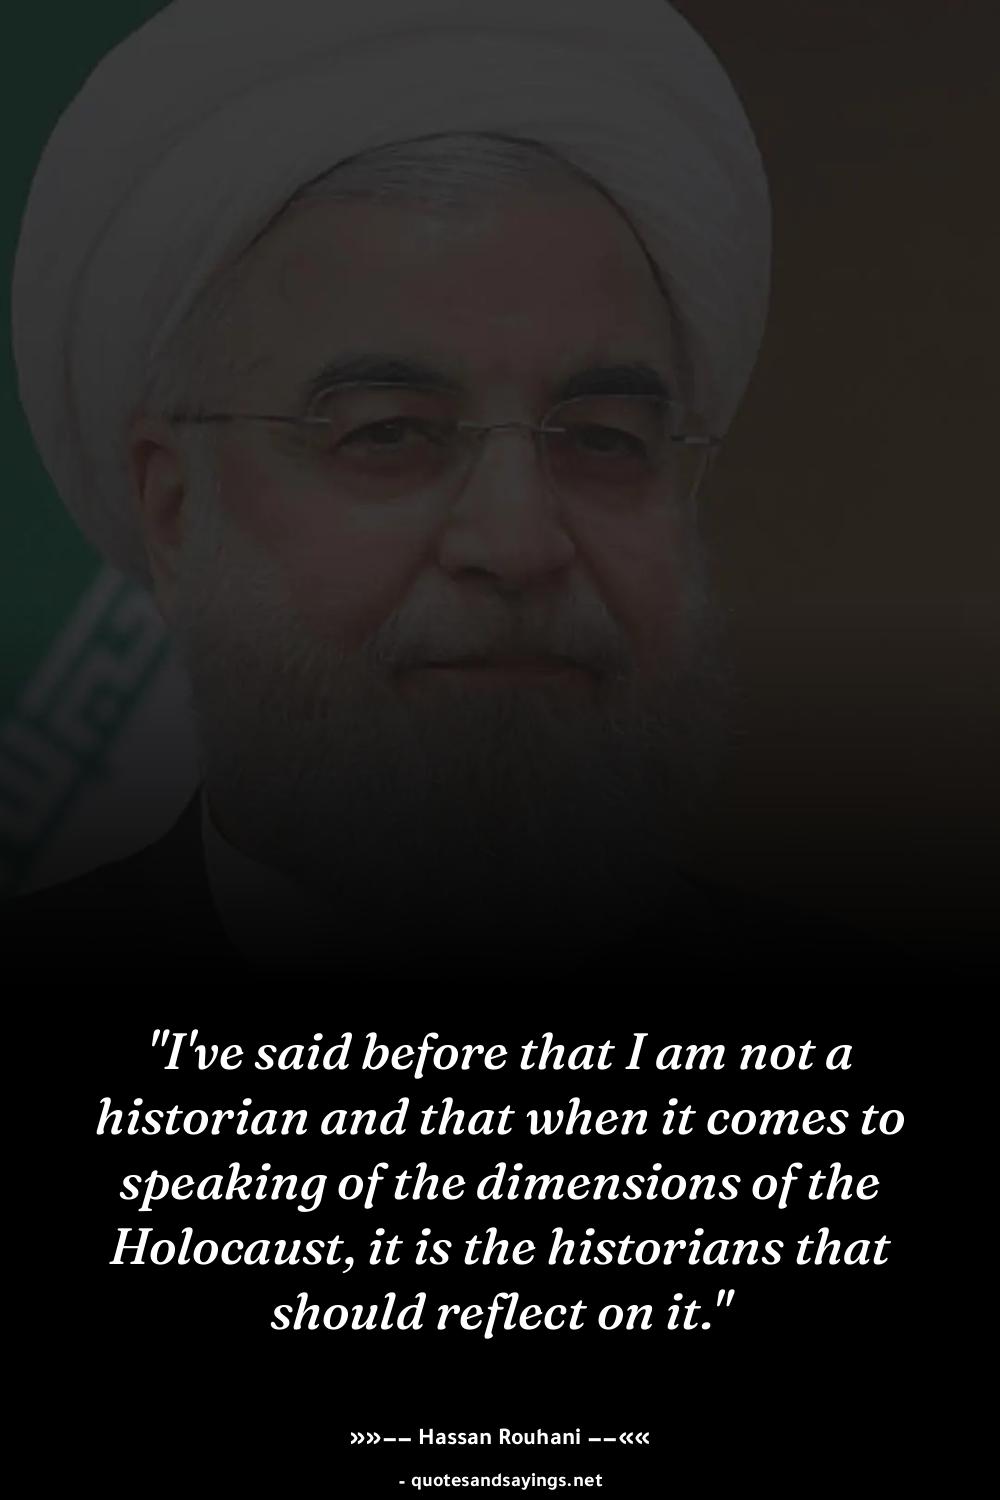 "I've said before that I am not a
historian and that when it comes to
speaking of the dimensions of the
Holocaust, it is the historians that
should reflect on it."
»»−− Hassan Rouhani −−««
- quotesandsayings.net